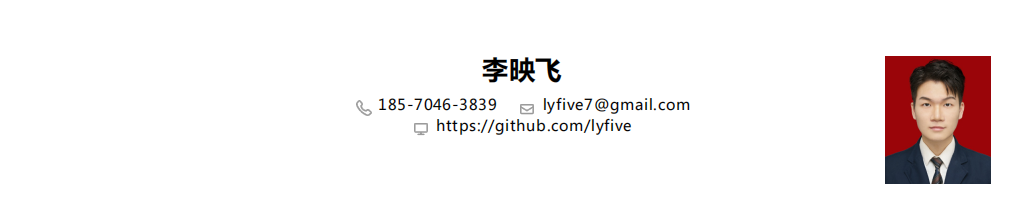 李映飞
185-7046-3839 lyfive7@gmail.com
https://github.com/lyfive